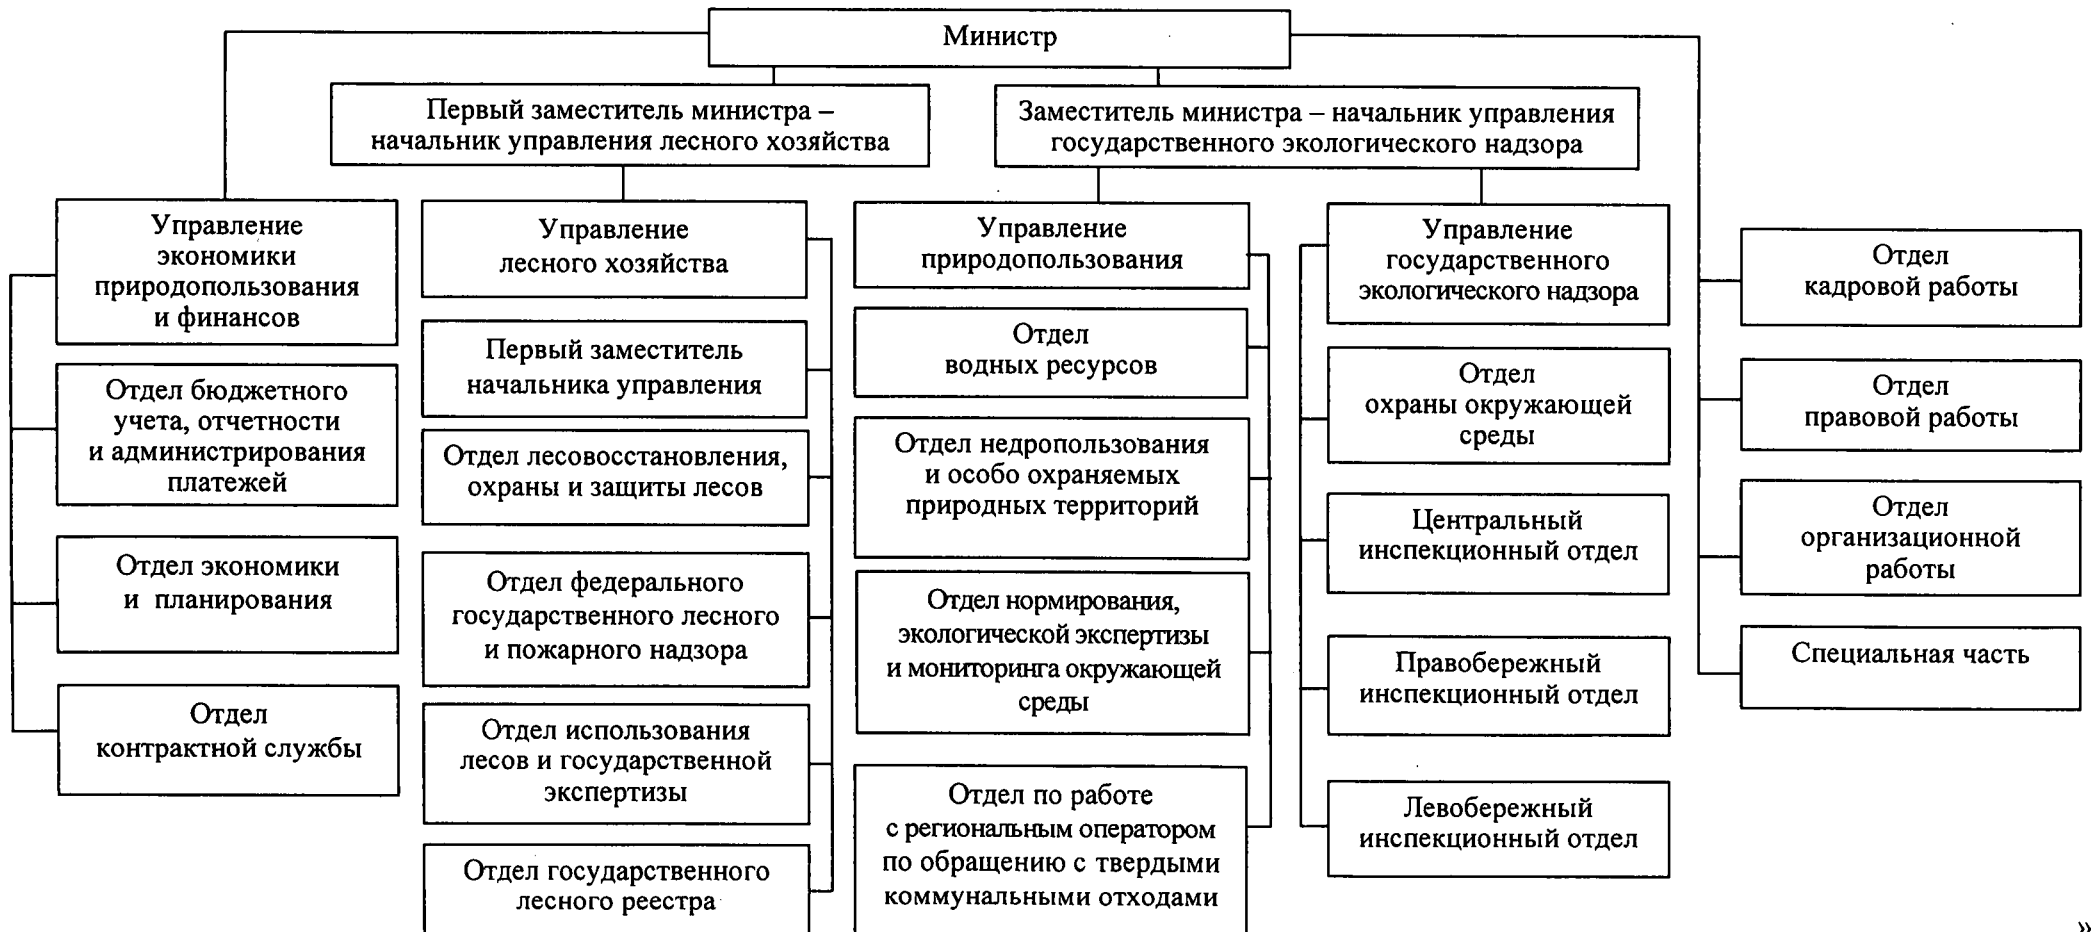 Министр
Первый заместитель министра –
начальник управления лесного хозяйства
Заместитель министра – начальник управления
государственного экологического надзора
Управление
экономики
природопользования
и финансов
Отдел бюджетного
учета, отчетности
и администрирования
платежей
Отдел экономики
и планирования
Отдел
контрактной службы
Управление
лесного хозяйства
Первый заместитель
начальника управления
Отдел лесовосстановления,
охраны и защиты лесов
Отдел федерального
государственного лесного
и пожарного надзора
Отдел использования
лесов и государственной
экспертизы
Отдел государственного
лесного реестра
Управление
природопользования
Отдел
водных ресурсов
Отдел недропользования
и особо охраняемых
природных территорий
Отдел нормирования,
экологической экспертизы
и мониторинга окружающей
среды
Отдел по работе
с региональным оператором
по обращению с твердыми
коммунальными отходами
Управление
государственного
экологического надзора
Отдел
охраны окружающей
среды
Центральный
инспекционный отдел
Правобережный
инспекционный отдел
Левобережный
инспекционный отдел
Отдел
кадровой работы
Отдел
правовой работы
Отдел
организационной
работы
Специальная часть
»